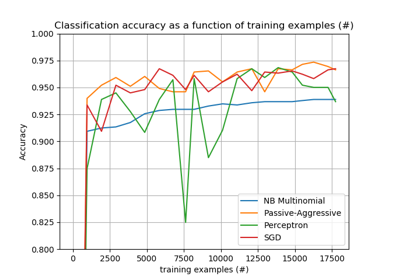 Classification accuracy as a function of training examples (#)
1.000
0.975
0.950
0.925
0.900
0.875
0.850
0.825
0.800
Accuracy
NB Multinomial
Passive-Aggressive
Perceptron
SGD
0 2500 5000 7500 10000 12500 15000 17500
training examples (#)